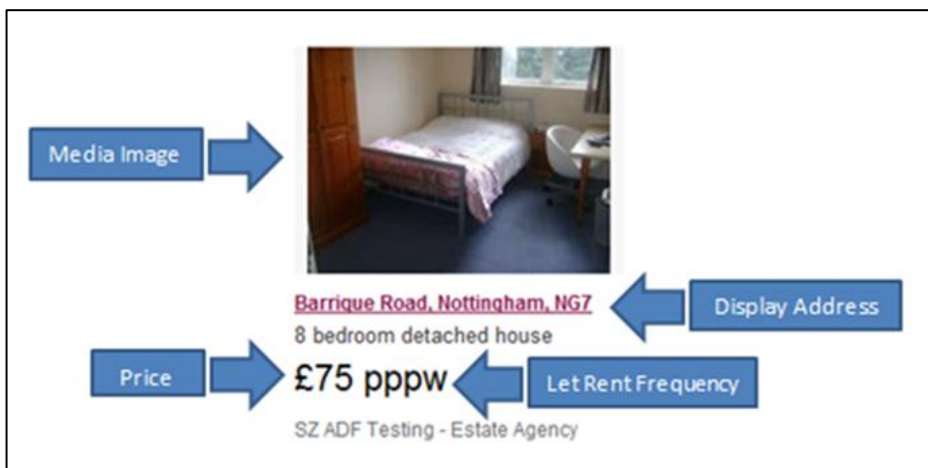 Media Image
Barrique Road, Nottingham, NG7
Display Address
8 bedroom detached house
Price
£75 pppw
Let Rent Frequency
SZ ADF Testing - Estate Agency